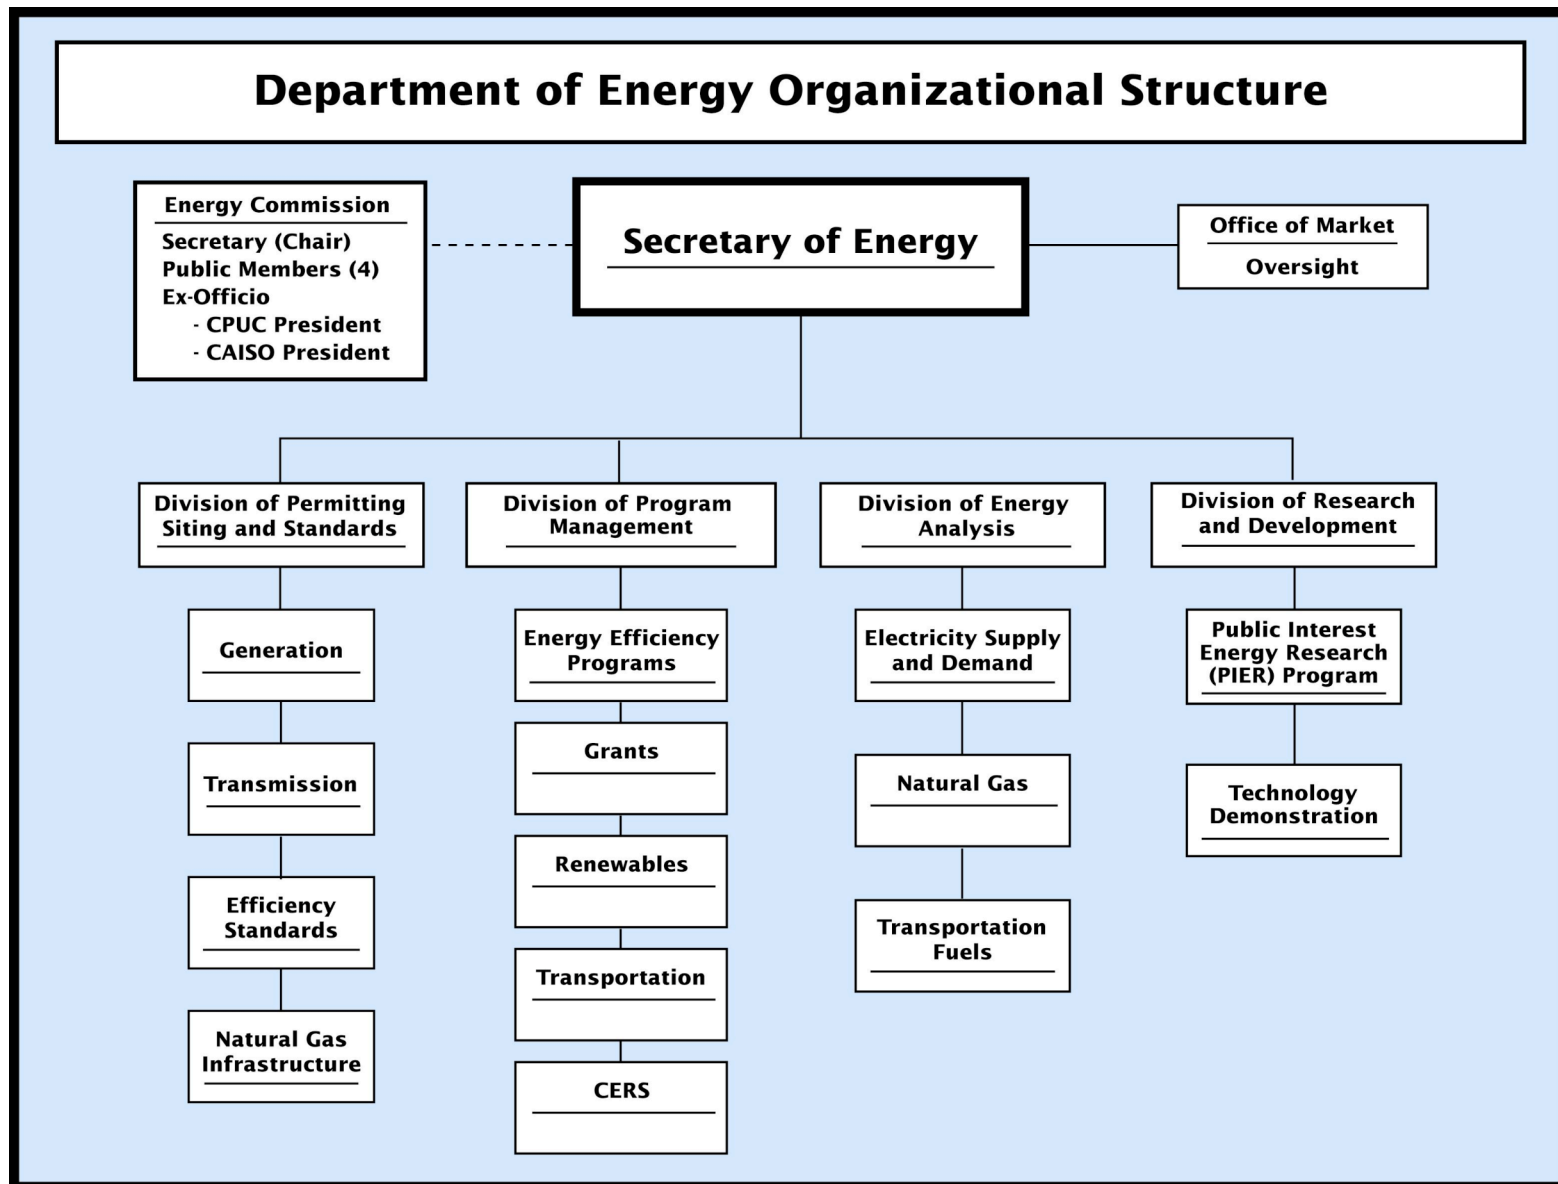 Department of Energy Organizational Structure
Energy Commission
Secretary (Chair)
Public Members (4)
Ex-Officio
- CPUC President
- CAISO President
Secretary of Energy
Office of Market
Oversight
Division of Permitting
Siting and Standards
Generation
Transmission
Efficiency
Standards
Natural Gas
Infrastructure
Division of Program
Management
Energy Efficiency
Programs
Grants
Renewables
Transportation
CERS
Division of Energy
Analysis
Electricity Supply
and Demand
Natural Gas
Transportation
Fuels
Division of Research
and Development
Public Interest
Energy Research
(PIER) Program
Technology
Demonstration